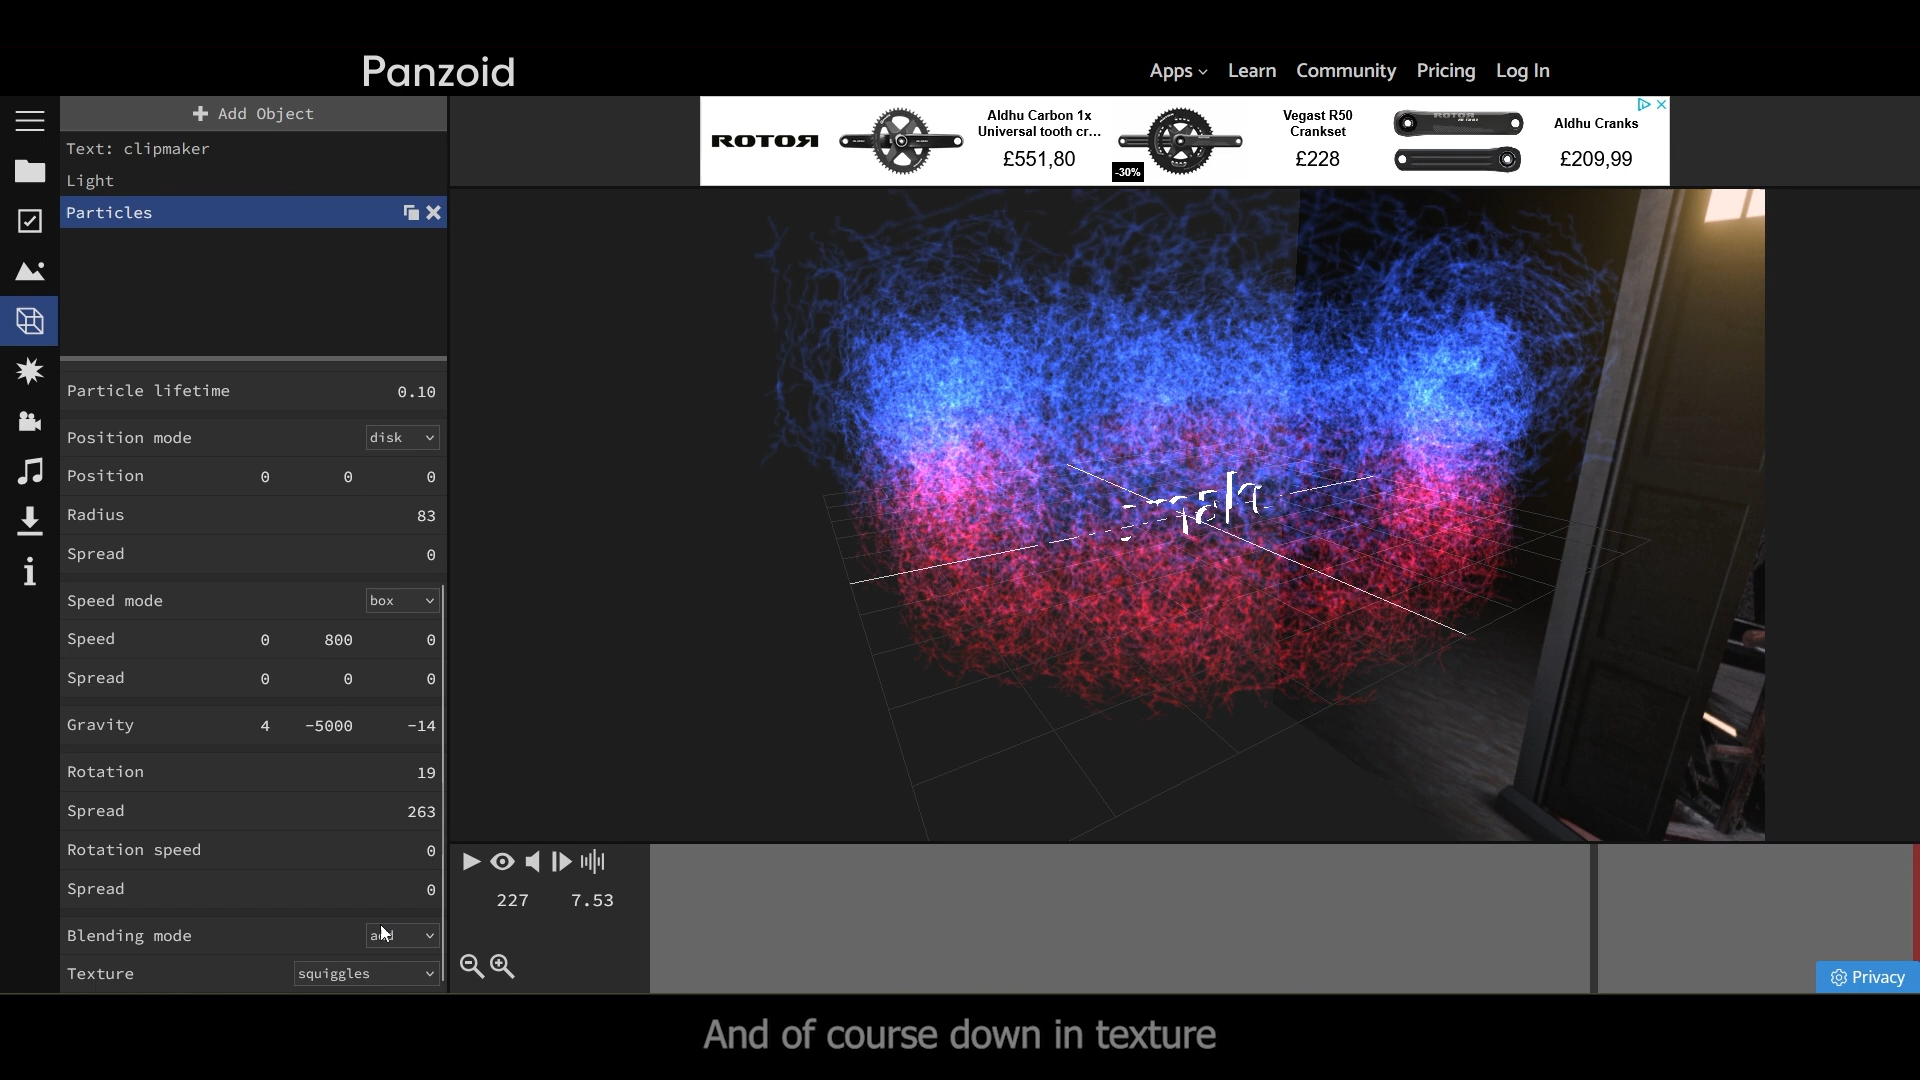 Panzoid
Apps Learn Community Pricing Log In
Add Object
Text: clipmaker
Light
Particles
ROTOR
Aldhu Carbon 1x
Universal tooth cr...
£551,80
-30%
Vegast R50
Crankset
£228
ROTOR
Aldhu Cranks
£209,99
Particle lifetime 0.10
Position mode disk
Position 0 0 0
Radius 83
Spread 0
Speed mode box
Speed 0 800 0
Spread 0 0 0
Gravity 4 -5000 -14
Rotation 19
Spread 263
Rotation speed 0
Spread 0
Blending mode add
Texture squiggles
227 7.53
Privacy
And of course down in texture